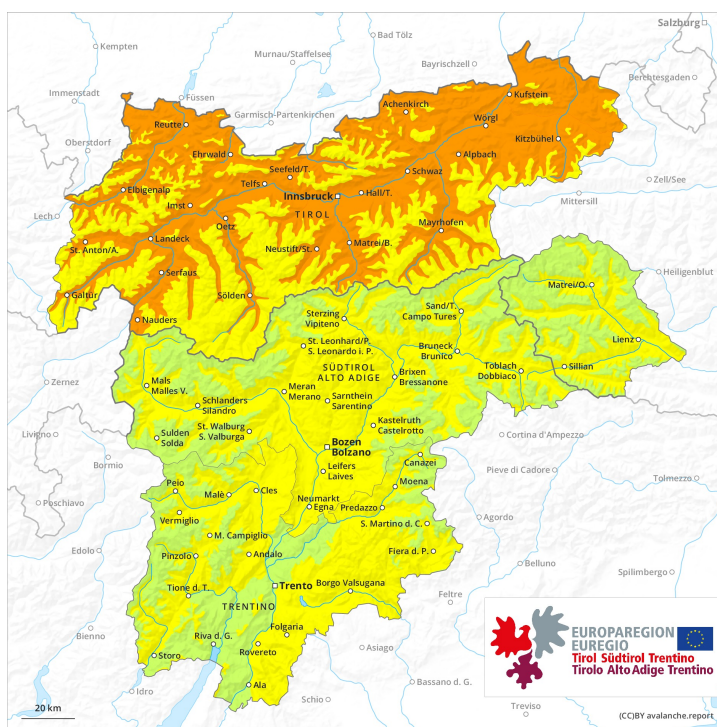 Salzburg
Kempten
Bad Tölz
Murnau/Staffelsee
Bayrischzell
Berchtesgaden
Immenstadt
Füssen
Achenkirch
Kufstein
Garmisch-Partenkirchen
Reutte
Wörgl
Oberstdorf
Ehrwald
Kitzbühel
Alpbach
Seefeld/T.
Schwaz
Zell/See
Elbigenalp
Telfs
Innsbruck
Hall/T.
Mittersill
Imst
TIROL
Lech
Oetz
Mayrhofen
St. Anton/A.
Landeck
Neustift/St.
Matrei/B.
Serfaus
Heiligenblut
Matrei/O.
Galtür
Sölden
Nauders
Sterzing
Vipiteno
Sand/T.
Campo Tures
Lienz
St. Leonhard/P.
S. Leonardo i. P.
Bruneck
Brunico
Toblach
Dobbiaco
Sillian
SÜDTIROL
ALTO ADIGE
Brixen
Bressanone
Zernez
Mals
Malles V.
Meran
Merano
Schlanders
Silandro
Sarnthein
Sarentino
Kastelruth
Castelrotto
Livigno
Sulden
Solda
St. Walburg
S. Valburga
Bozen
Bolzano
Cortina d'Ampezzo
Bormio
Leifers
Laives
Canazei
Pieve di Cadore
Tolmezzo
Poschiavo
Peio
Malè
Cles
Moena
Neumarkt
Egna
Predazzo
Vermiglio
Agordo
S. Martino d. C.
M. Campiglio
Edolo
Pinzolo
Andalo
Fiera d. P.
Belluno
Spilimbergo
Tione d. T.
Trento
Borgo Valsugana
Feltre
TRENTINO
Bienno
Folgaria
Riva d. G.
Rovereto
Asiago
Storo
Ala
Bassano d. G.
Idro
Schio
Treviso
EUROPAREGION
EUREGIO
Tirol Südtirol Trentino
Tirolo Alto Adige Trentino
20 km
(CC)BY avalanche.report